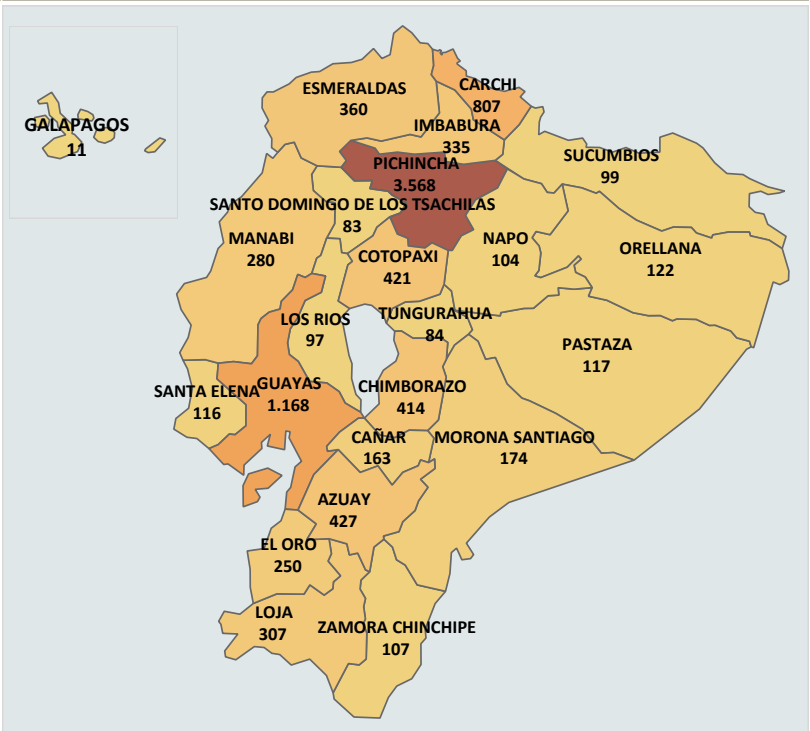 ESMERALDAS
360
CARCHI
807
IMBABURA
335
GALAPAGOS
11
PICHINCHA
3.568
SUCUMBIOS
99
SANTO DOMINGO DE LOS TSACHILAS
83
MANABI
280
NAPO
104
ORELLANA
122
COTOPAXI
421
LOS RIOS
97
TUNGURAHUA
84
PASTAZA
117
SANTA ELENA
116
GUAYAS
1.168
CHIMBORAZO
414
CAÑAR
163
MORONA SANTIAGO
174
AZUAY
427
EL ORO
250
LOJA
307
ZAMORA CHINCHIPE
107